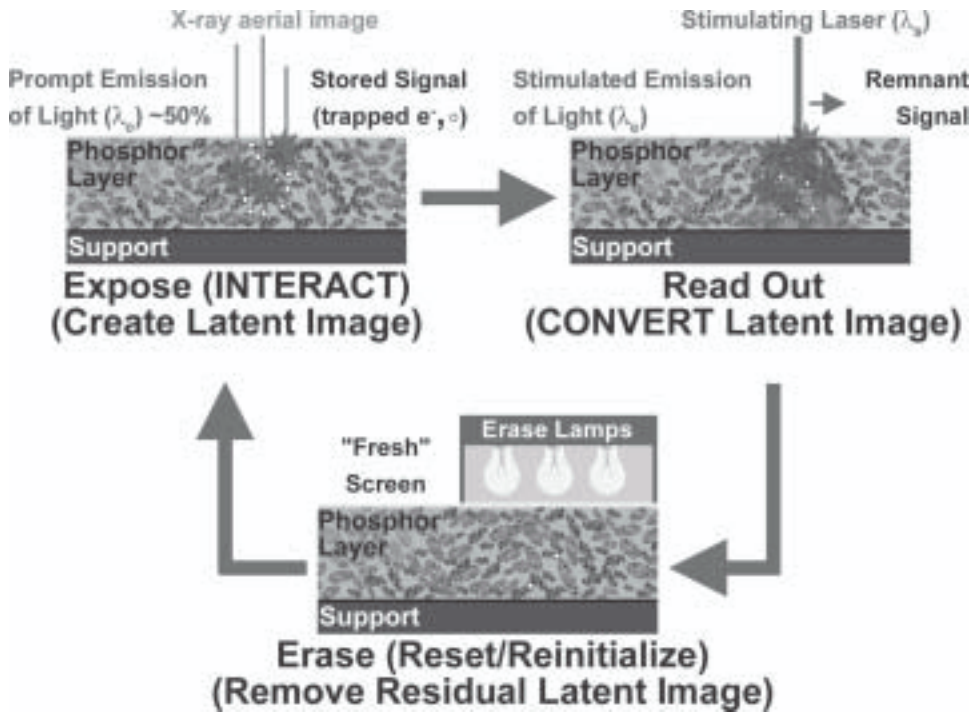 X-ray aerial image
Prompt Emission
of Light (λe) ~50%
Stored Signal
(trapped e-, ◦)
Phosphor
Layer
Support
Expose (INTERACT)
(Create Latent Image)
Stimulating Laser (λs)
Stimulated Emission
of Light (λe)
Remnant
Signal
Phosphor
Layer
Support
Read Out
(CONVERT Latent Image)
"Fresh"
Screen
Erase Lamps
Phosphor
Layer
Support
Erase (Reset/Reinitialize)
(Remove Residual Latent Image)